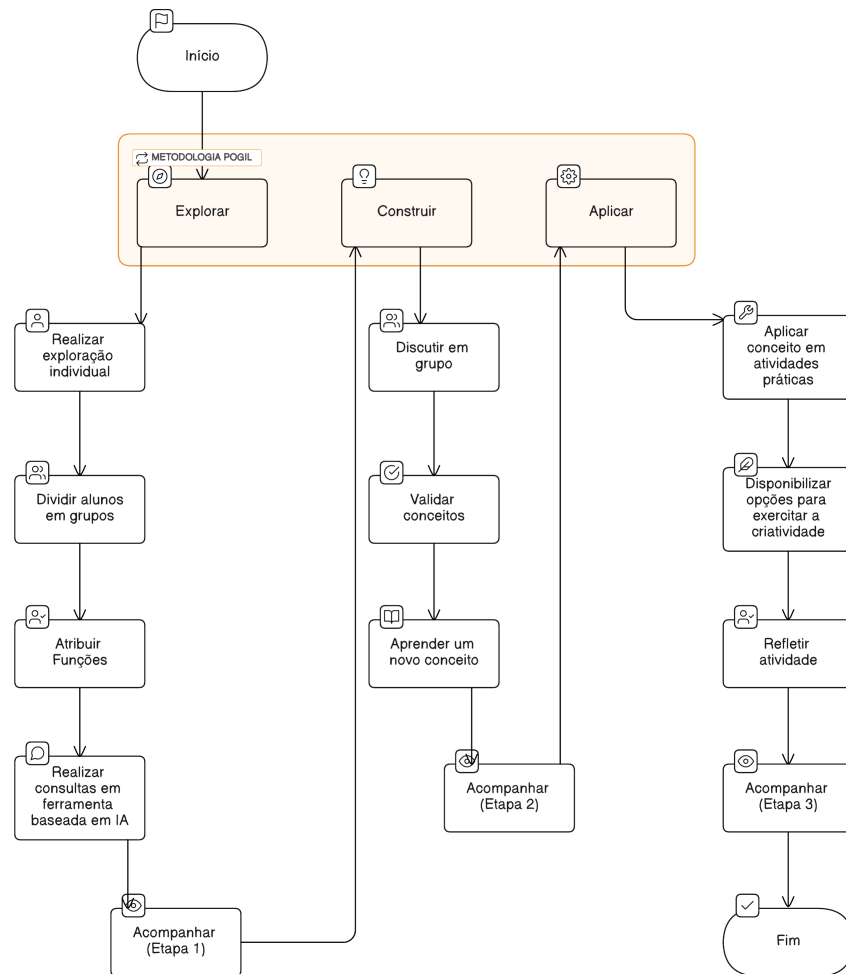 Início
METODOLOGIA POGIL
Explorar
Construir
Aplicar
Realizar
exploração
individual
Dividir alunos
em grupos
Atribuir
Funções
Realizar
consultas em
ferramenta
baseada em IA
Acompanhar
(Etapa 1)
Discutir em
grupo
Validar
conceitos
Aprender um
novo conceito
Acompanhar
(Etapa 2)
Aplicar
conceito em
atividades
práticas
Disponibilizar
opções para
exercitar a
criatividade
Refletir
atividade
Acompanhar
(Etapa 3)
Fim